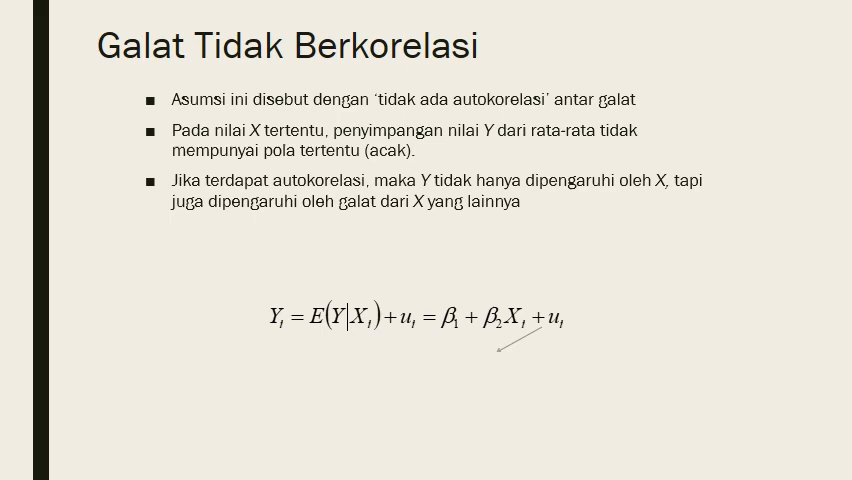 Galat Tidak Berkorelasi
■ Asumsi ini disebut dengan ‘tidak ada autokorelasi’ antar galat
■ Pada nilai X tertentu, penyimpangan nilai Y dari rata-rata tidak
mempunyai pola tertentu (acak).
■ Jika terdapat autokorelasi, maka Y tidak hanya dipengaruhi oleh X, tapi
juga dipengaruhi oleh galat dari X yang lainnya
Yₜ = E(Y|Xₜ) + uₜ = β₁ + β₂Xₜ + uₜ